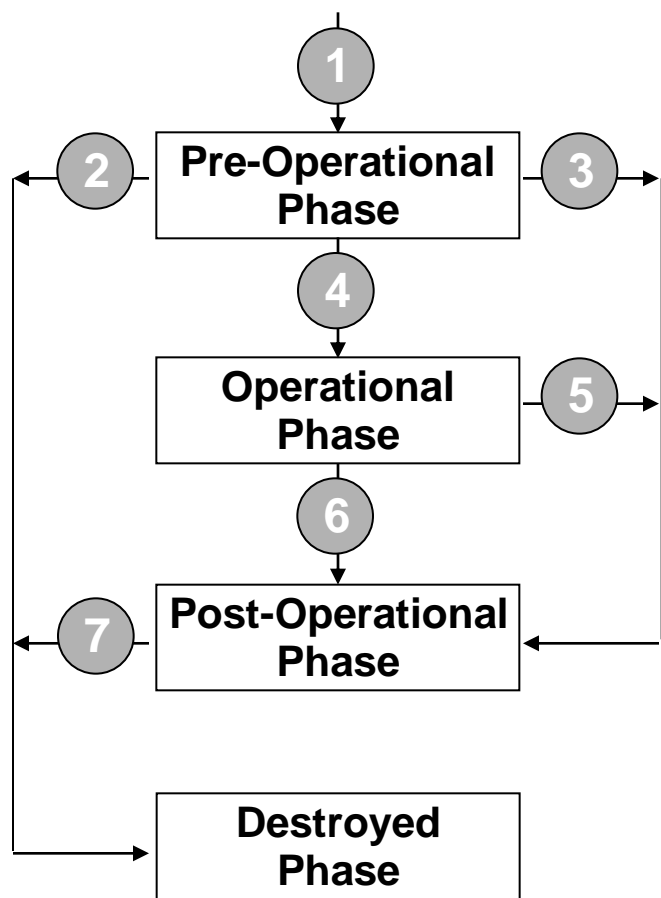 1
2
Pre-Operational
Phase
3
4
Operational
Phase
5
6
Post-Operational
Phase
7
Destroyed
Phase